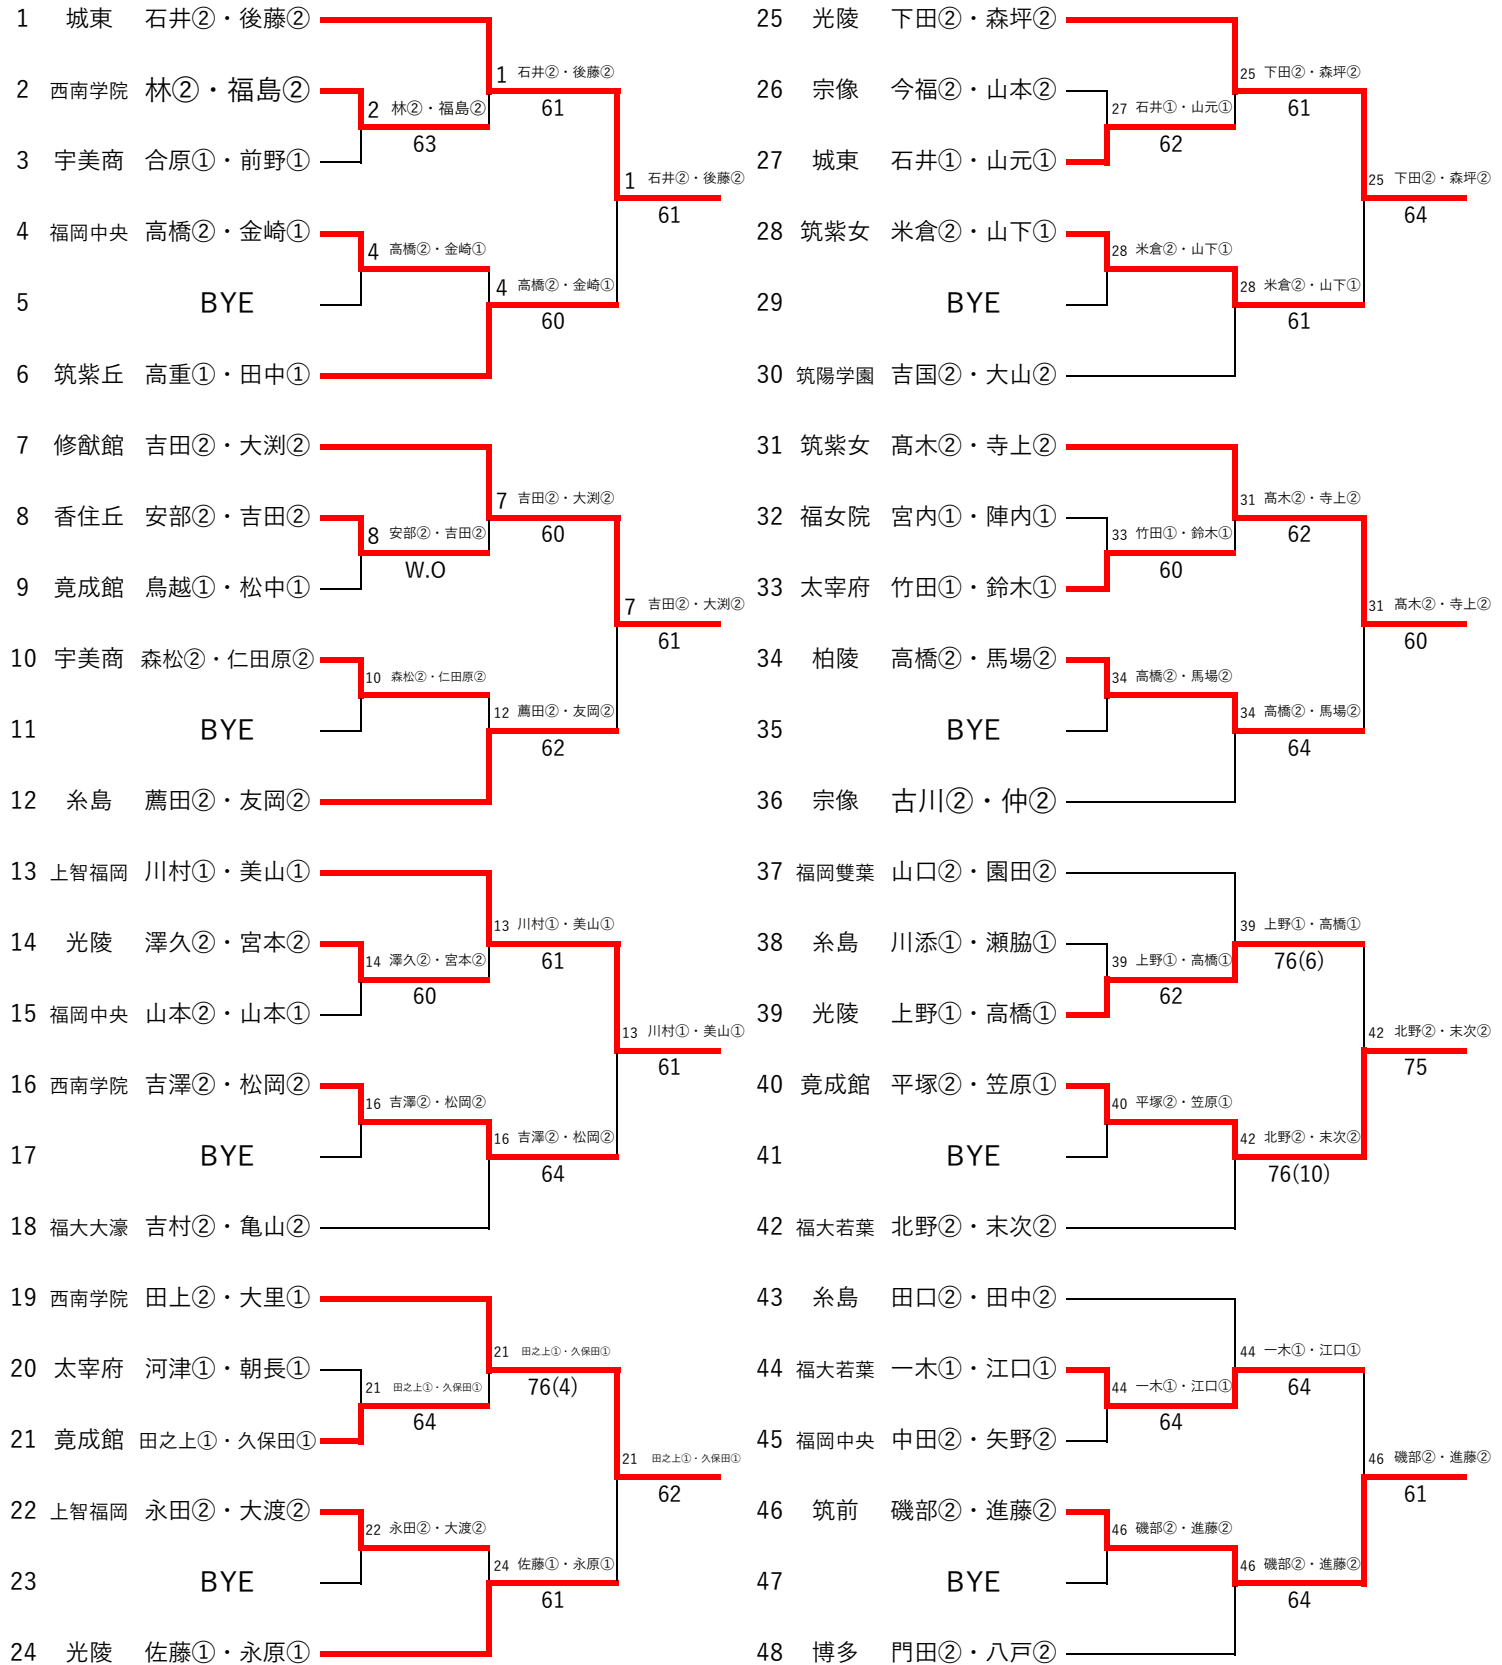 1 城東 石井②・後藤②
1 石井②・後藤②
2 西南学院 林②・福島②
61
2 林②・福島②
63
3 宇美商 合原①・前野①
1 石井②・後藤②
61
4 福岡中央 高橋②・金崎①
4 高橋②・金崎①
4 高橋②・金崎①
5 BYE
60
6 筑紫丘 高重①・田中①
7 修猷館 吉田②・大渕②
7 吉田②・大渕②
8 香住丘 安部②・吉田②
60
8 安部②・吉田②
W.O
9 竟成館 鳥越①・松中①
7 吉田②・大渕②
61
10 宇美商 森松②・仁田原②
10 森松②・仁田原②
12 薦田②・友岡②
11 BYE
62
12 糸島 薦田②・友岡②
13 上智福岡 川村①・美山①
13 川村①・美山①
14 光陵 澤久②・宮本②
61
14 澤久②・宮本②
60
15 福岡中央 山本②・山本①
13 川村①・美山①
61
16 西南学院 吉澤②・松岡②
16 吉澤②・松岡②
16 吉澤②・松岡②
17 BYE
64
18 福大大濠 吉村②・亀山②
19 西南学院 田上②・大里①
21 田之上①・久保田①
20 太宰府 河津①・朝長①
76(4)
21 田之上①・久保田①
64
21 竟成館 田之上①・久保田①
21 田之上①・久保田①
62
22 上智福岡 永田②・大渡②
22 永田②・大渡②
24 佐藤①・永原①
23 BYE
61
24 光陵 佐藤①・永原①
25 光陵 下田②・森坪②
25 下田②・森坪②
26 宗像 今福②・山本②
61
27 石井①・山元①
62
27 城東 石井①・山元①
25 下田②・森坪②
64
28 筑紫女 米倉②・山下①
28 米倉②・山下①
28 米倉②・山下①
29 BYE
61
30 筑陽学園 吉国②・大山②
31 筑紫女 髙木②・寺上②
31 髙木②・寺上②
32 福女院 宮内①・陣内①
62
33 竹田①・鈴木①
60
33 太宰府 竹田①・鈴木①
31 髙木②・寺上②
60
34 柏陵 高橋②・馬場②
34 高橋②・馬場②
34 高橋②・馬場②
35 BYE
64
36 宗像 古川②・仲②
37 福岡雙葉 山口②・園田②
39 上野①・高橋①
38 糸島 川添①・瀬脇①
76(6)
39 上野①・高橋①
62
39 光陵 上野①・高橋①
42 北野②・末次②
75
40 竟成館 平塚②・笠原①
40 平塚②・笠原①
42 北野②・末次②
41 BYE
76(10)
42 福大若葉 北野②・末次②
43 糸島 田口②・田中②
44 一木①・江口①
44 福大若葉 一木①・江口①
64
44 一木①・江口①
64
45 福岡中央 中田②・矢野②
46 磯部②・進藤②
61
46 筑前 磯部②・進藤②
46 磯部②・進藤②
46 磯部②・進藤②
47 BYE
64
48 博多 門田②・八戸②